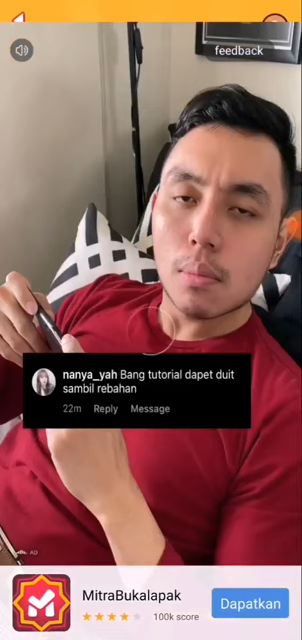 feedback
nanya_yah Bang tutorial dapet duit
sambil rebahan
22m Reply Message
AD
MitraBukalapak
100k score
Dapatkan